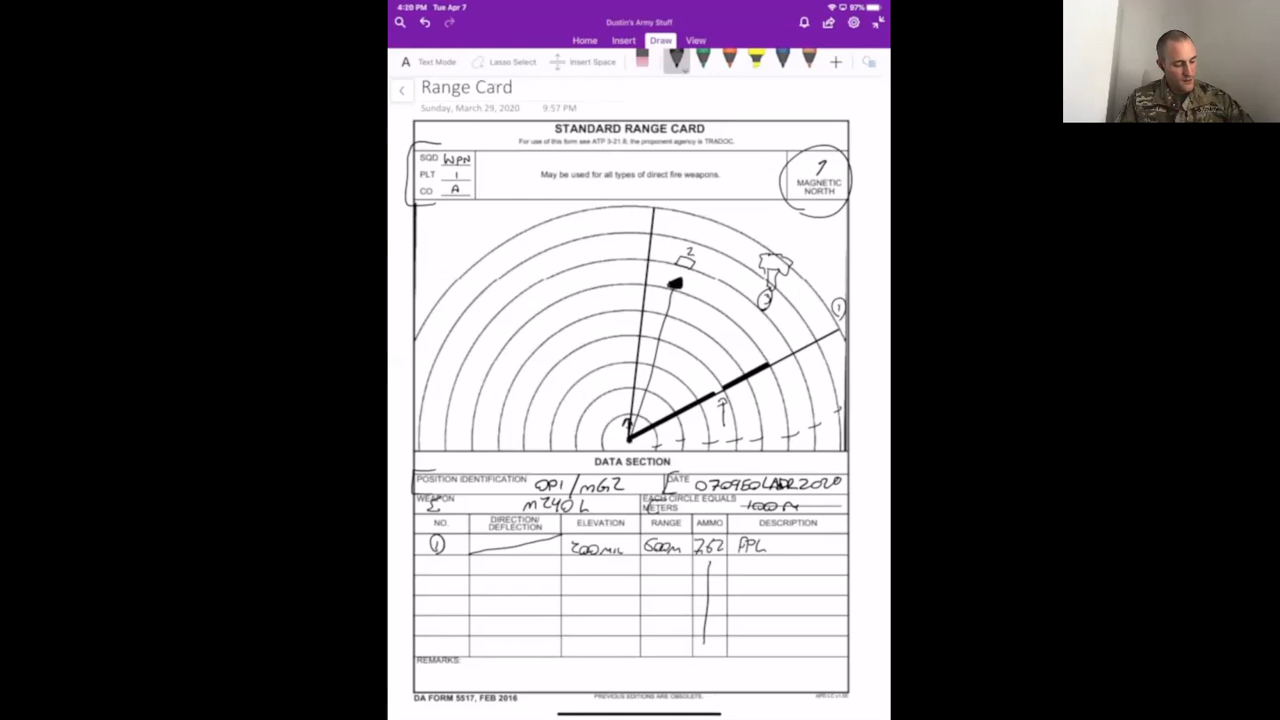 4:20 PM Tue Apr 7 97%
Dustin's Army Stuff
Home Insert Draw View
A Text Mode Lasso Select Insert Space
Range Card
Sunday, March 29, 2020 9:57 PM
STANDARD RANGE CARD
For use of this form see ATP 3-21.8, the proponent agency is TRADOC.
SQD WPN
PLT 1
CO A
May be used for all types of direct fire weapons.
MAGNETIC
NORTH
2
3
1
DATA SECTION
POSITION IDENTIFICATION OP1/MG2 DATE
WEAPON M240L EACH CIRCLE EQUALS
METERS 100M
NO. DIRECTION/
DEFLECTION ELEVATION RANGE AMMO DESCRIPTION
1 600M 7.62
REMARKS:
DA FORM 5517, FEB 2016 PREVIOUS EDITIONS ARE OBSOLETE.